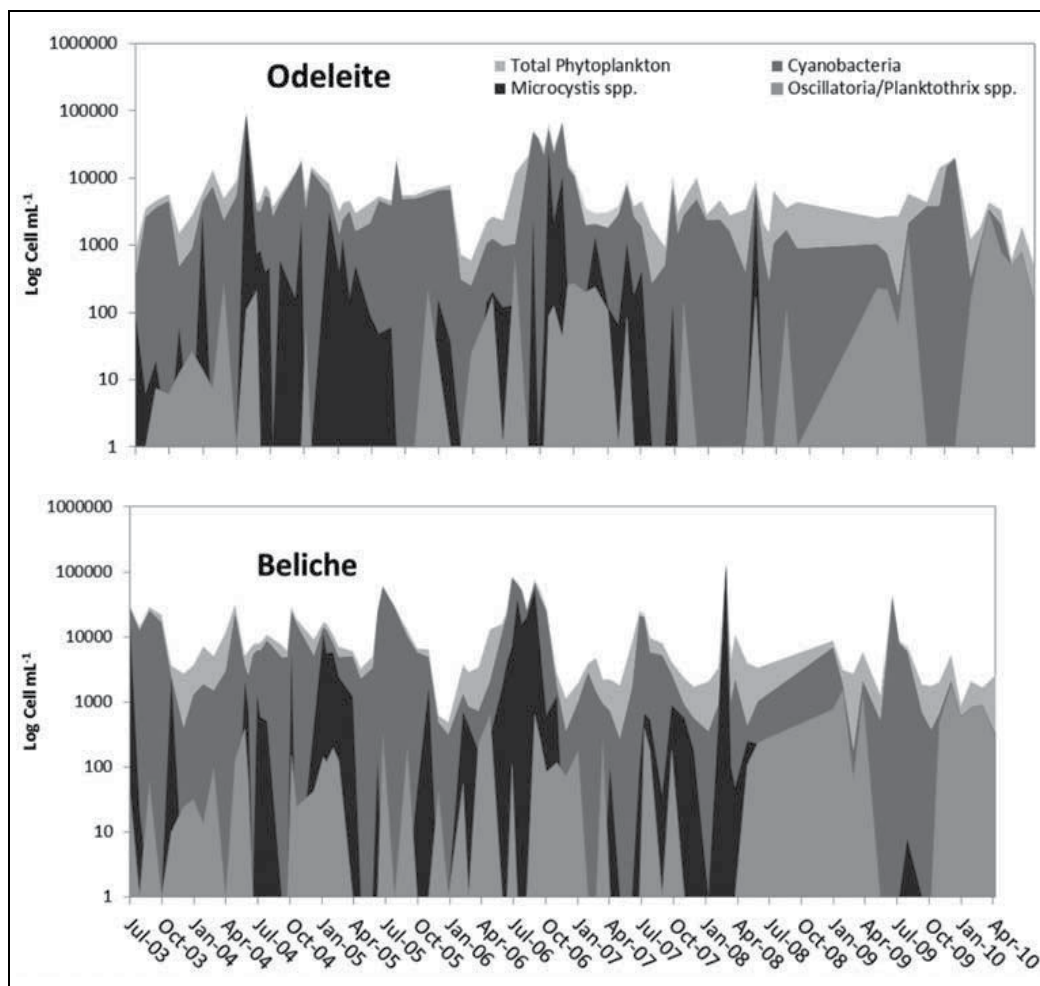 1000000
100000
10000
1000
100
10
1
Log Cell mL-1
Odeleite
Total Phytoplankton
Cyanobacteria
Microcystis spp.
Oscillatoria/Planktothrix spp.
1000000
100000
10000
1000
100
10
1
Log Cell mL-1
Beliche
Jul-03
Oct-03
Jan-04
Apr-04
Jul-04
Oct-04
Jan-05
Apr-05
Jul-05
Oct-05
Jan-06
Apr-06
Jul-06
Oct-06
Jan-07
Apr-07
Jul-07
Oct-07
Jan-08
Apr-08
Jul-08
Oct-08
Jan-09
Apr-09
Jul-09
Oct-09
Jan-10
Apr-10